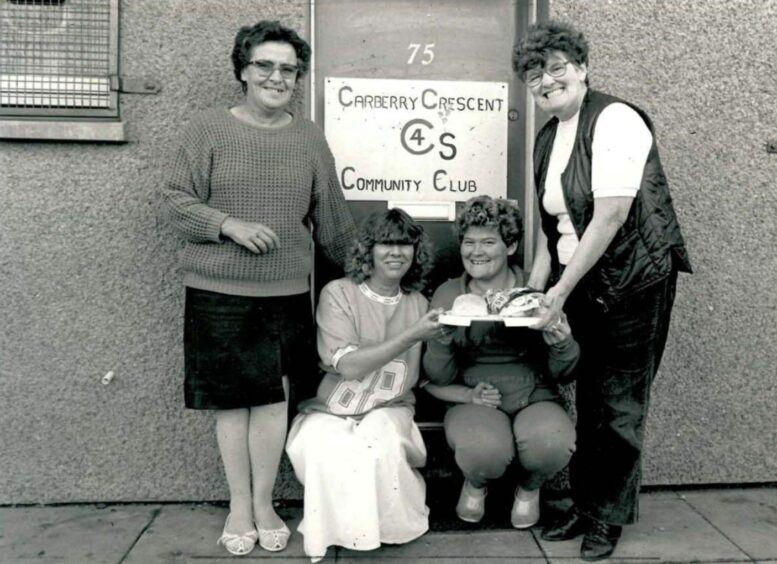 75
CARBERRY CRESCENT
C4S
COMMUNITY CLUB
88